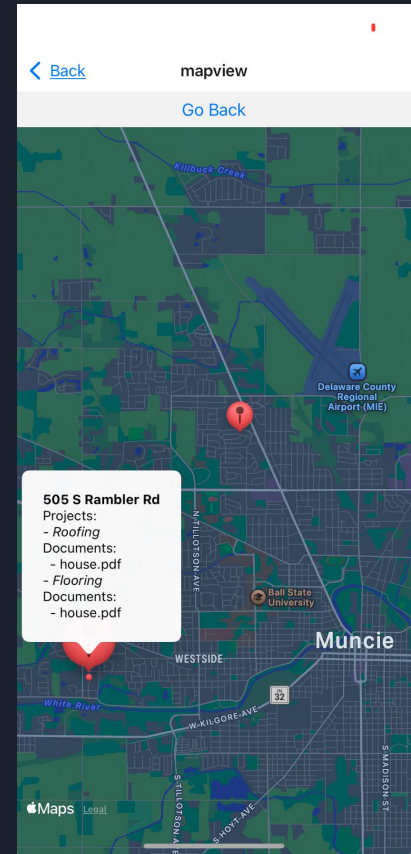 Back
mapview
Go Back
Killbuck Creek
Delaware County
Regional
Airport (MIE)
505 S Rambler Rd
Projects:
- Roofing
Documents:
- house.pdf
- Flooring
Documents:
- house.pdf
N TILLOTSON AVE
Ball State
University
Muncie
WESTSIDE
IN
32
White River
W KILGORE AVE
S MADISON ST
S TILLOTSON A
S HOYT AVE
Maps
Legal